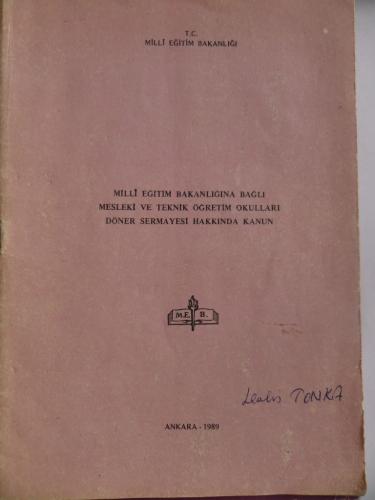 T.C.
MİLLÎ EĞİTİM BAKANLIĞI
MİLLÎ EĞİTİM BAKANLIĞINA BAĞLI
MESLEKİ VE TEKNİK ÖĞRETİM OKULLARI
DÖNER SERMAYESİ HAKKINDA KANUN
M.E. B.
TONKA
ANKARA - 1989